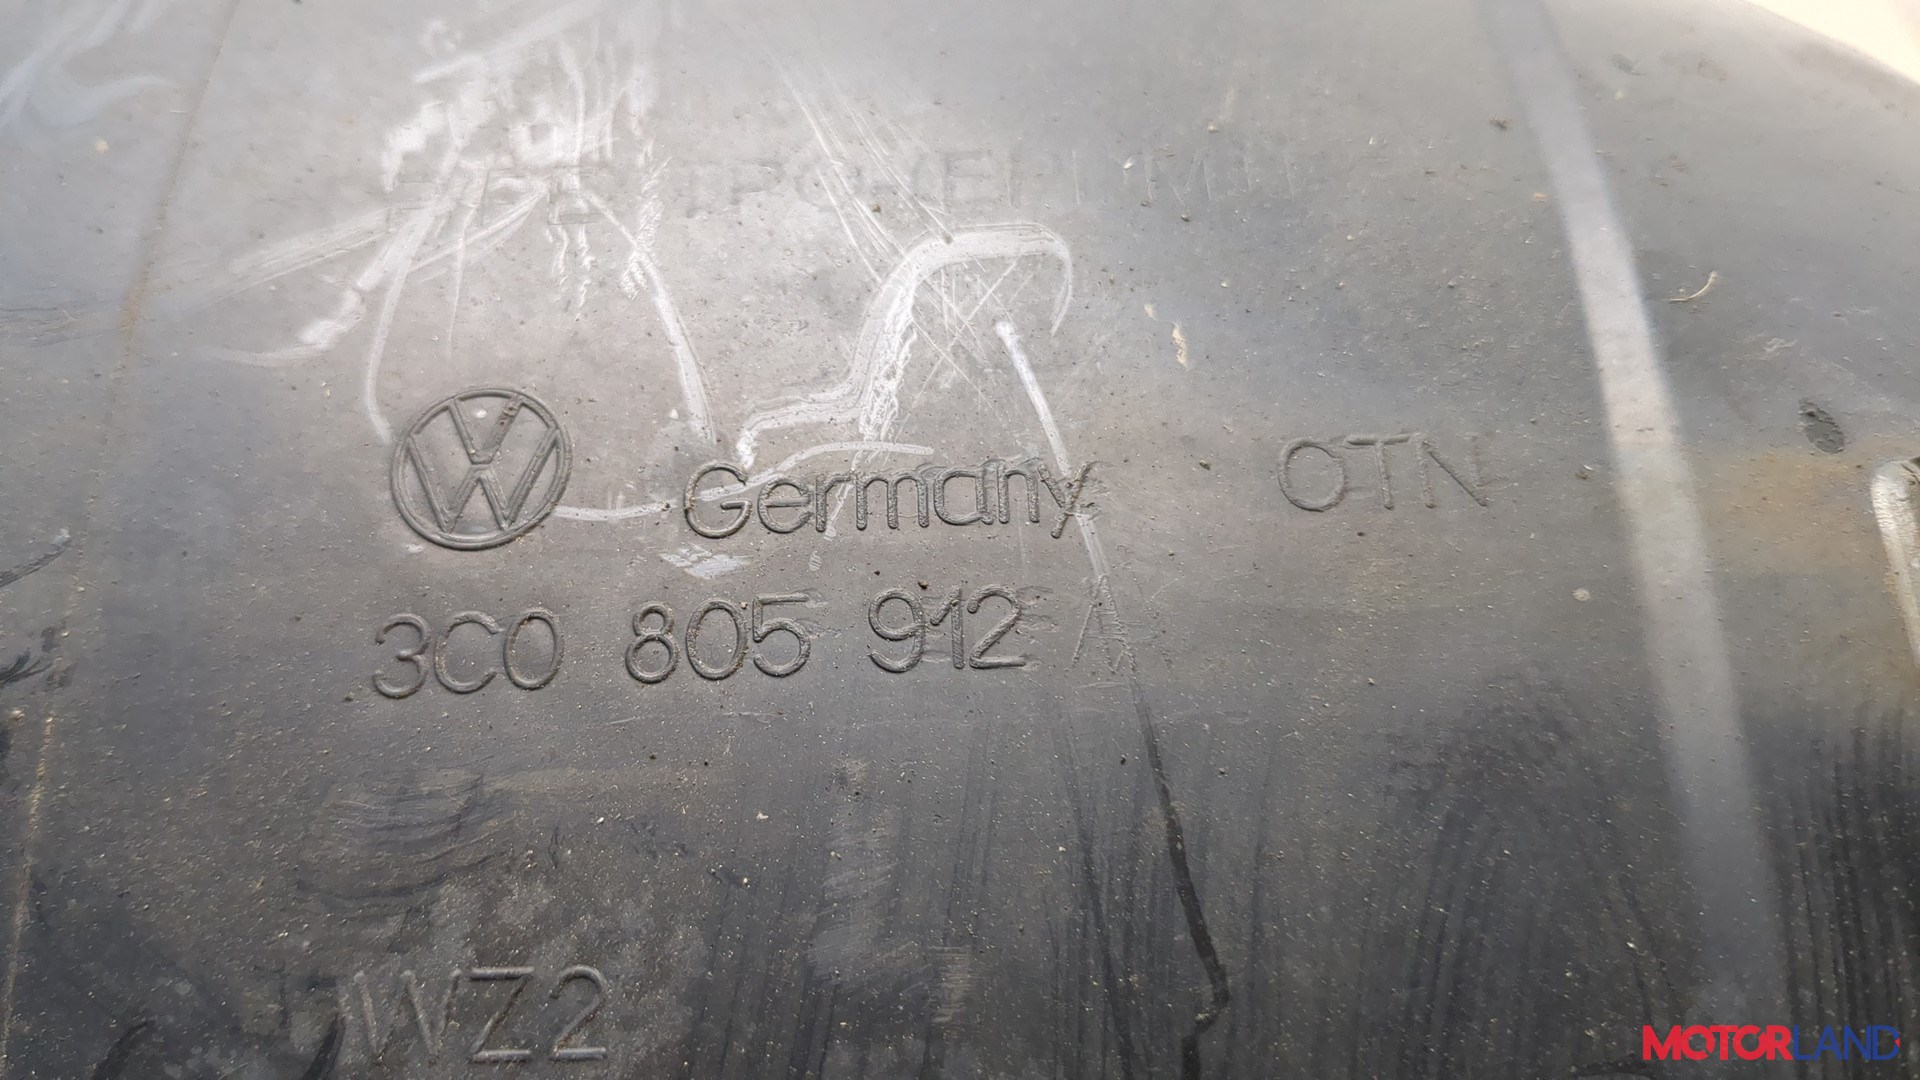 Germany OTN
3C0 805 912 A
WZ2
MOTORLAND